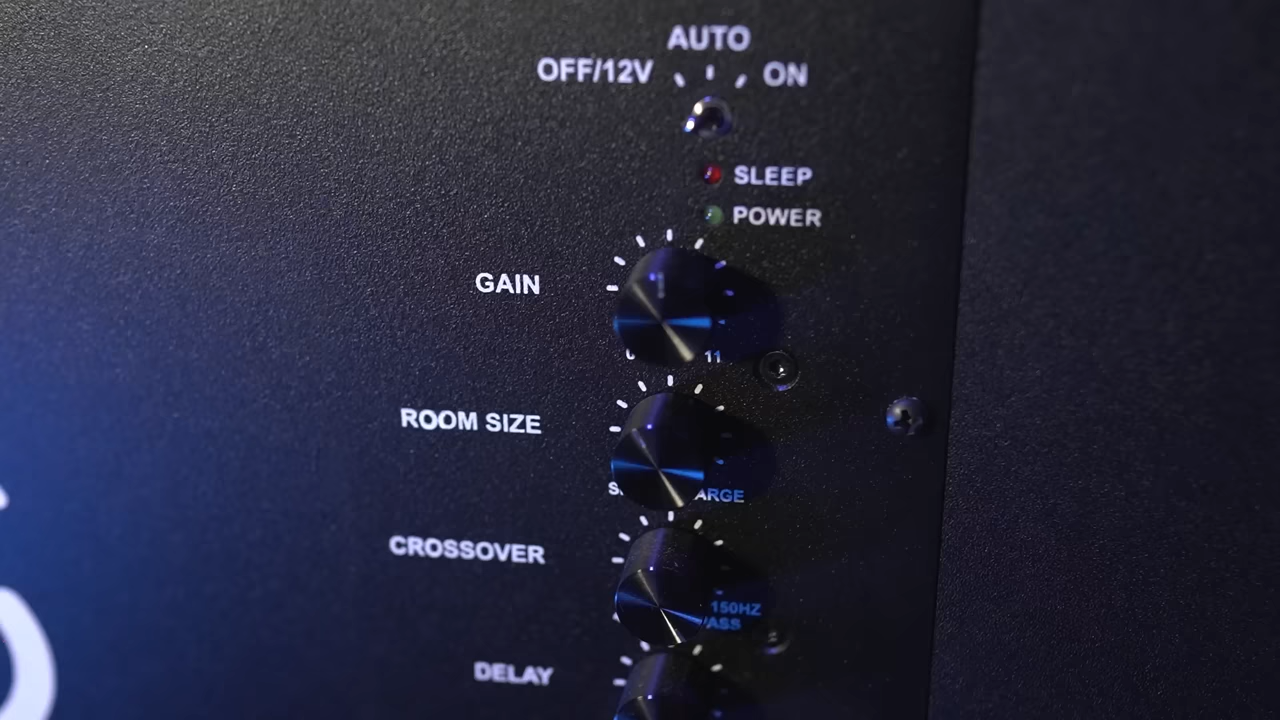 AUTO
OFF/12V ON
SLEEP
POWER
GAIN
11
ROOM SIZE
CROSSOVER
150HZ
DELAY